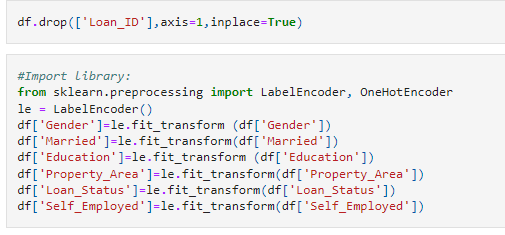 df.drop(['Loan_ID'],axis=1,inplace=True)
#Import library:
from sklearn.preprocessing import LabelEncoder, OneHotEncoder
le = LabelEncoder()
df['Gender']=le.fit_transform (df['Gender'])
df['Married']=le.fit_transform(df['Married'])
df['Education']=le.fit_transform (df['Education'])
df['Property_Area']=le.fit_transform(df['Property_Area'])
df['Loan_Status']=le.fit_transform(df['Loan_Status'])
df['Self_Employed']=le.fit_transform(df['Self_Employed'])